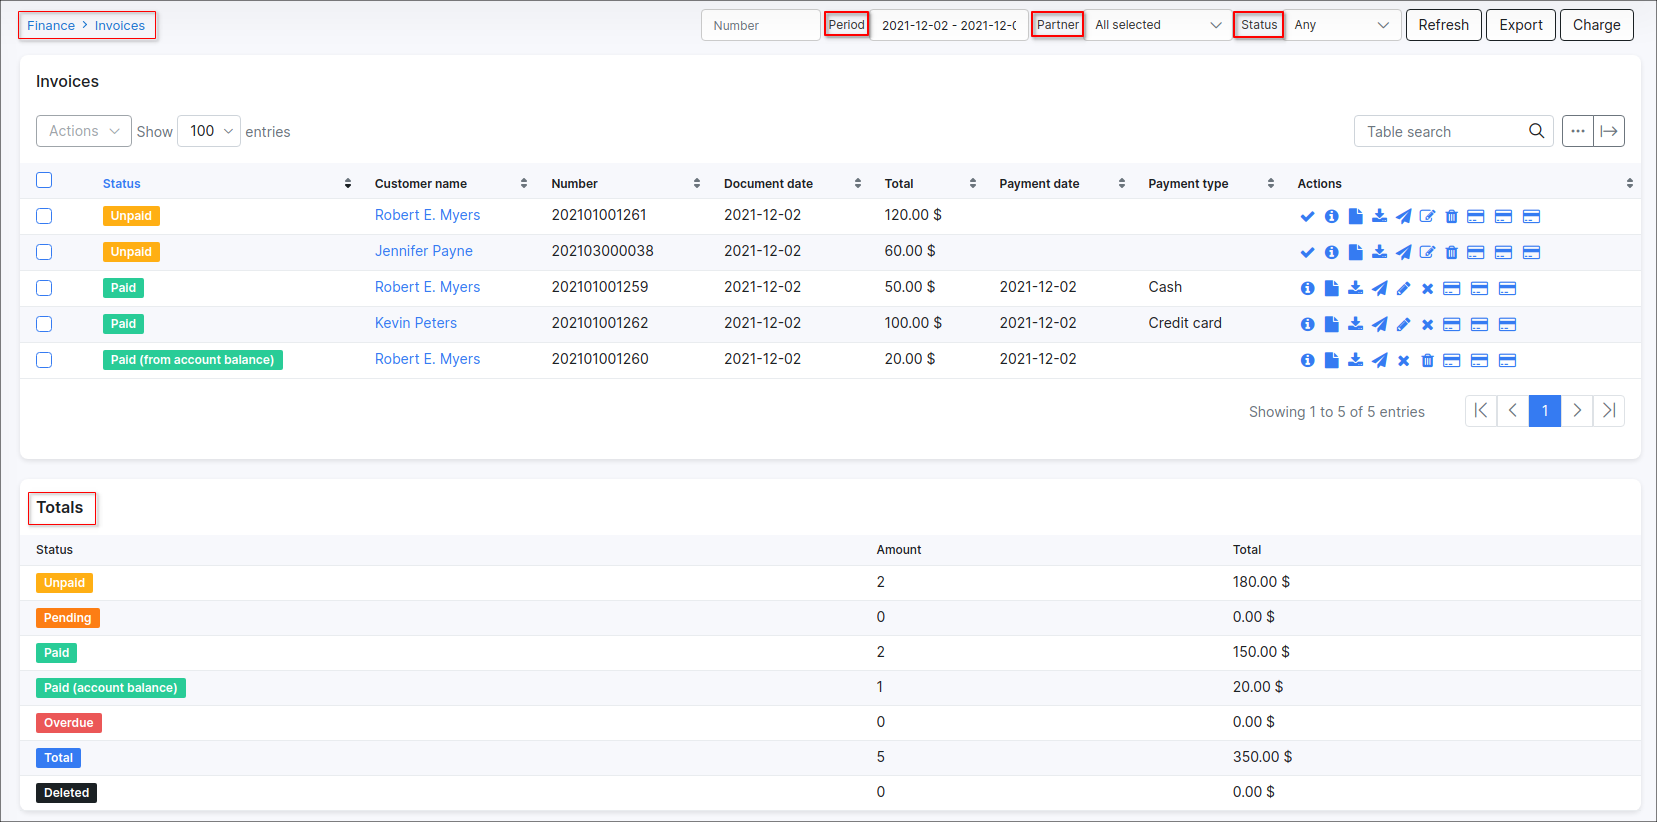 Finance > Invoices Number Period 2021-12-02 - 2021-12-0 Partner All selected Status Any Refresh Export Charge
Invoices
Actions Show 100 entries Table search
Status Customer name Number Document date Total Payment date Payment type Actions
Unpaid Robert E. Myers 202101001261 2021-12-02 120.00 $
Unpaid Jennifer Payne 202103000038 2021-12-02 60.00 $
Paid Robert E. Myers 202101001259 2021-12-02 50.00 $ 2021-12-02 Cash
Paid Kevin Peters 202101001262 2021-12-02 100.00 $ 2021-12-02 Credit card
Paid (from account balance) Robert E. Myers 202101001260 2021-12-02 20.00 $ 2021-12-02
Showing 1 to 5 of 5 entries 1
Totals
Status Amount Total
Unpaid 2 180.00 $
Pending 0 0.00 $
Paid 2 150.00 $
Paid (account balance) 1 20.00 $
Overdue 0 0.00 $
Total 5 350.00 $
Deleted 0 0.00 $